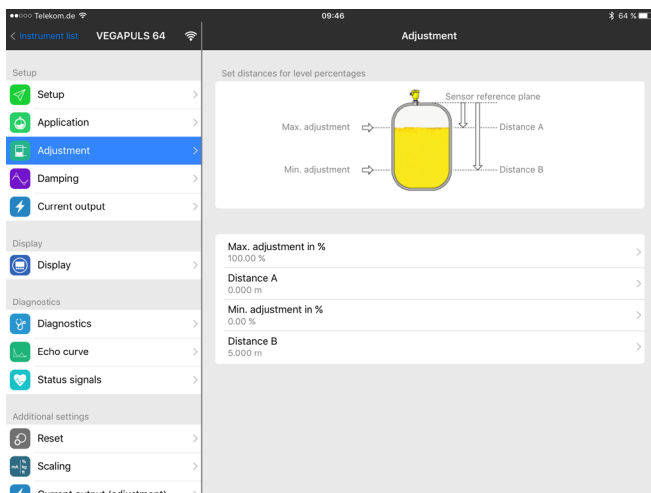 Telekom.de
09:46
64 %
Instrument list
VEGAPULS 64
Adjustment
Setup
Setup
Application
Adjustment
Damping
Current output
Display
Display
Diagnostics
Diagnostics
Echo curve
Status signals
Additional settings
Reset
Scaling
Current output (adjustment)
Set distances for level percentages
Sensor reference plane
Max. adjustment
Distance A
Min. adjustment
Distance B
Max. adjustment in %
100.00 %
Distance A
0.000 m
Min. adjustment in %
0.00 %
Distance B
5.000 m